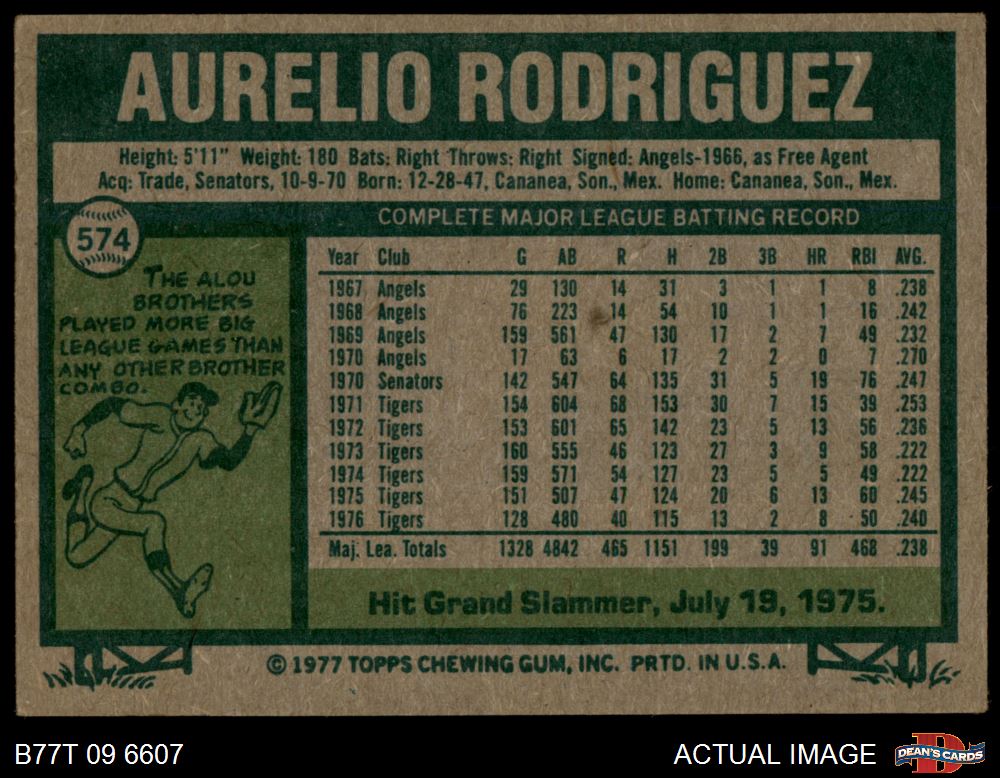 AURELIO RODRIGUEZ
Height: 5'11" Weight: 180 Bats: Right Throws: Right Signed: Angels-1966, as Free Agent
Acq: Trade, Senators, 10-9-70 Born: 12-28-47, Cananea, Son., Mex. Home: Cananea, Son., Mex.
574
THE ALOU
BROTHERS
PLAYED MORE BIG
LEAGUE GAMES THAN
ANY OTHER BROTHER
COMBO.
COMPLETE MAJOR LEAGUE BATTING RECORD
Year Club G AB R H 2B 3B HR RBI AVG.
1967 Angels 29 130 14 31 3 1 1 8 .238
1968 Angels 76 223 14 54 10 1 1 16 .242
1969 Angels 159 561 47 130 17 2 7 49 .232
1970 Angels 17 63 6 17 2 2 0 7 .270
1970 Senators 142 547 64 135 31 5 19 76 .247
1971 Tigers 154 604 68 153 30 7 15 39 .253
1972 Tigers 153 601 65 142 23 5 13 56 .236
1973 Tigers 160 555 46 123 27 3 9 58 .222
1974 Tigers 159 571 54 127 23 5 5 49 .222
1975 Tigers 151 507 47 124 20 6 13 60 .245
1976 Tigers 128 480 40 115 13 2 8 50 .240
Maj. Lea. Totals 1328 4842 465 1151 199 39 91 468 .238
Hit Grand Slammer, July 19, 1975.
© 1977 TOPPS CHEWING GUM, INC. PRTD. IN U.S.A.
B77T 09 6607
ACTUAL IMAGE
DEAN'S CARDS